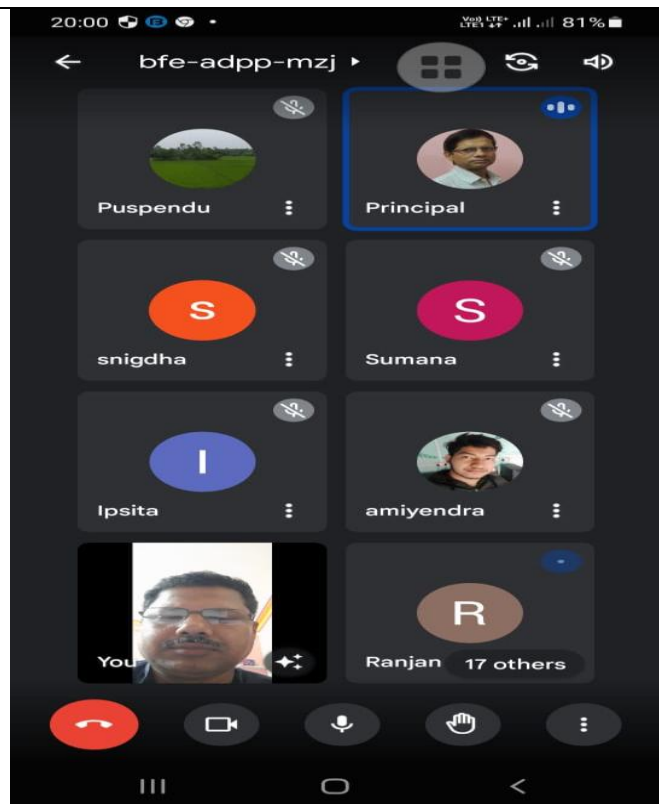 20:00 81%
bfe-adpp-mzj
Puspendu Principal
s S
snigdha Sumana
I
Ipsita amiyendra
R
You Ranjan 17 others